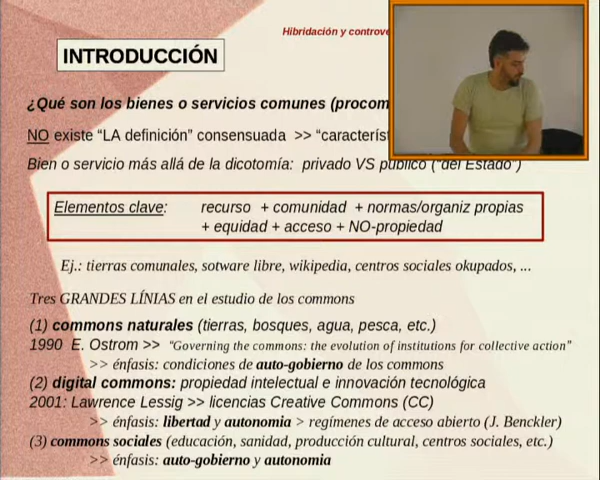 Hibridación y
INTRODUCCIÓN
¿Qué son los bienes o servicios comunes
NO existe “LA definición” consensuada >>
Bien o servicio más allá de la dicotomía: privado VS público ("del Estado")
Elementos clave: recurso + comunidad + normas/organiz propias
+ equidad + acceso + NO-propiedad
Ej.: tierras comunales, sotware libre, wikipedia, centros sociales okupados, ...
Tres GRANDES LÍNIAS en el estudio de los commons
(1) commons naturales (tierras, bosques, agua, pesca, etc.)
1990 E. Ostrom >> "Governing the commons: the evolution of institutions for collective action"
>> énfasis: condiciones de auto-gobierno de los commons
(2) digital commons: propiedad intelectual e innovación tecnológica
2001: Lawrence Lessig >> licencias Creative Commons (CC)
>> énfasis: libertad y autonomia > regímenes de acceso abierto (J. Benckler)
(3) commons sociales (educación, sanidad, producción cultural, centros sociales, etc.)
>> énfasis: auto-gobierno y autonomia